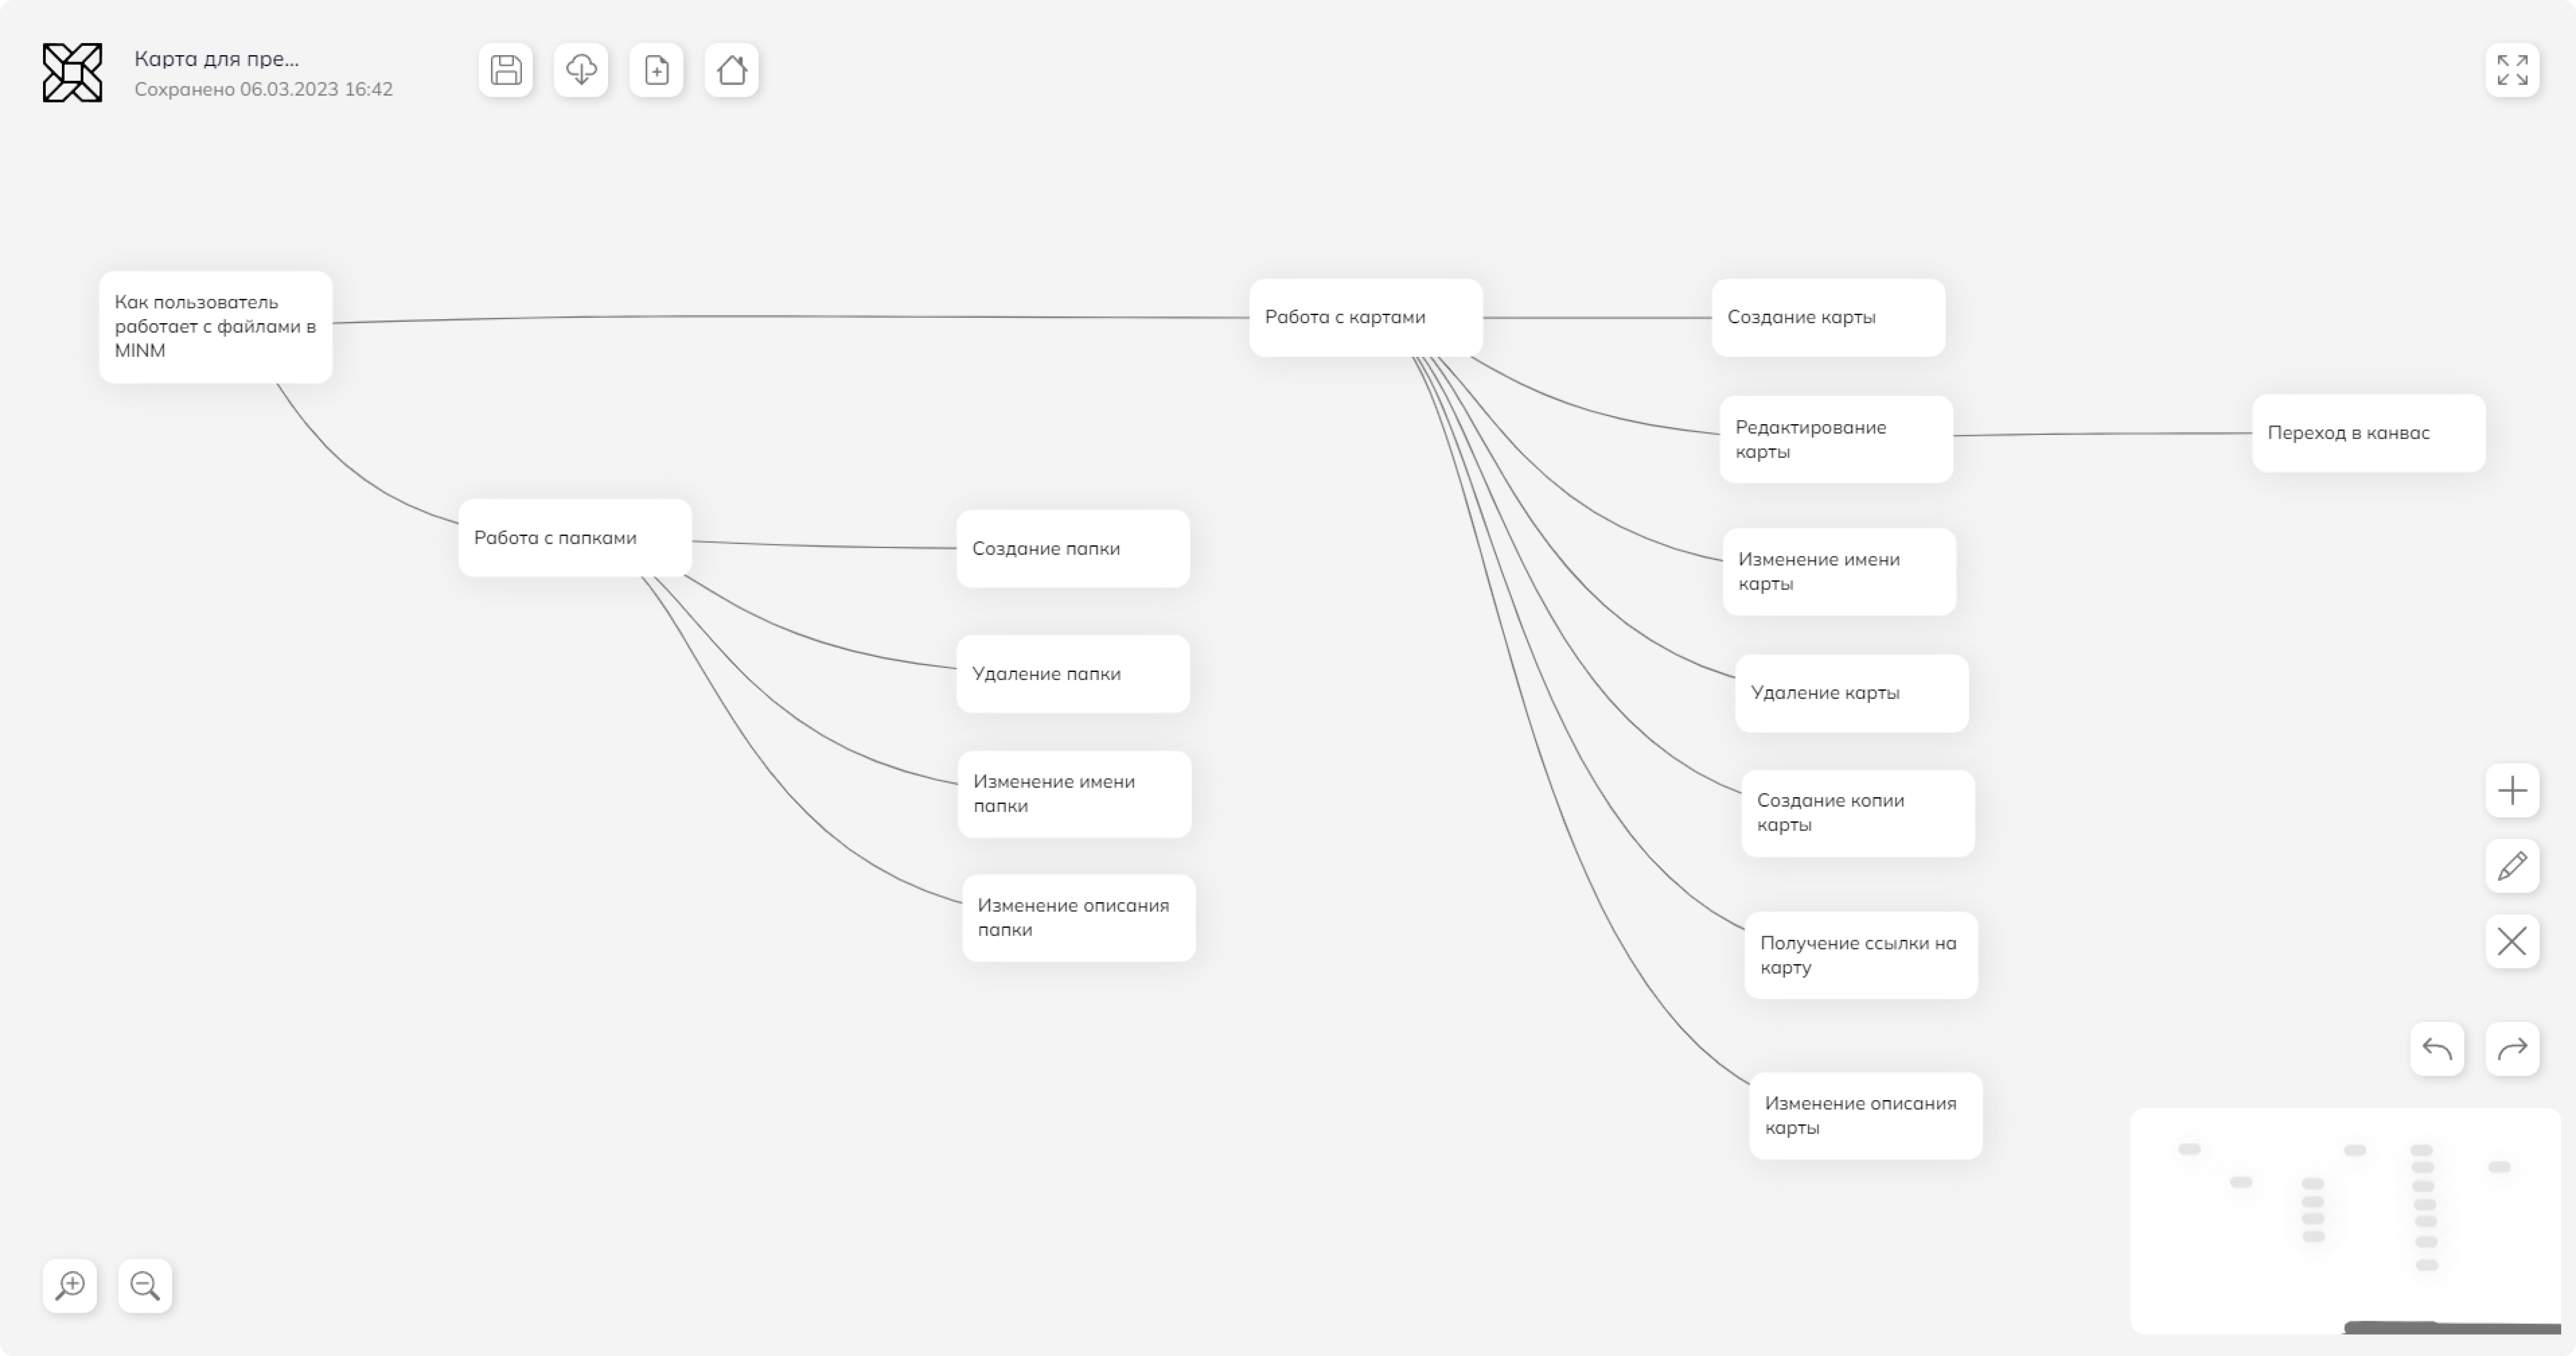 Карта для пре...
Сохранено 06.03.2023 16:42
Как пользователь
работает с файлами в
MINM
Работа с картами
Создание карты
Редактирование
карты
Переход в канвас
Изменение имени
карты
Удаление карты
Создание копии
карты
Получение ссылки на
карту
Изменение описания
карты
Работа с папками
Создание папки
Удаление папки
Изменение имени
папки
Изменение описания
папки